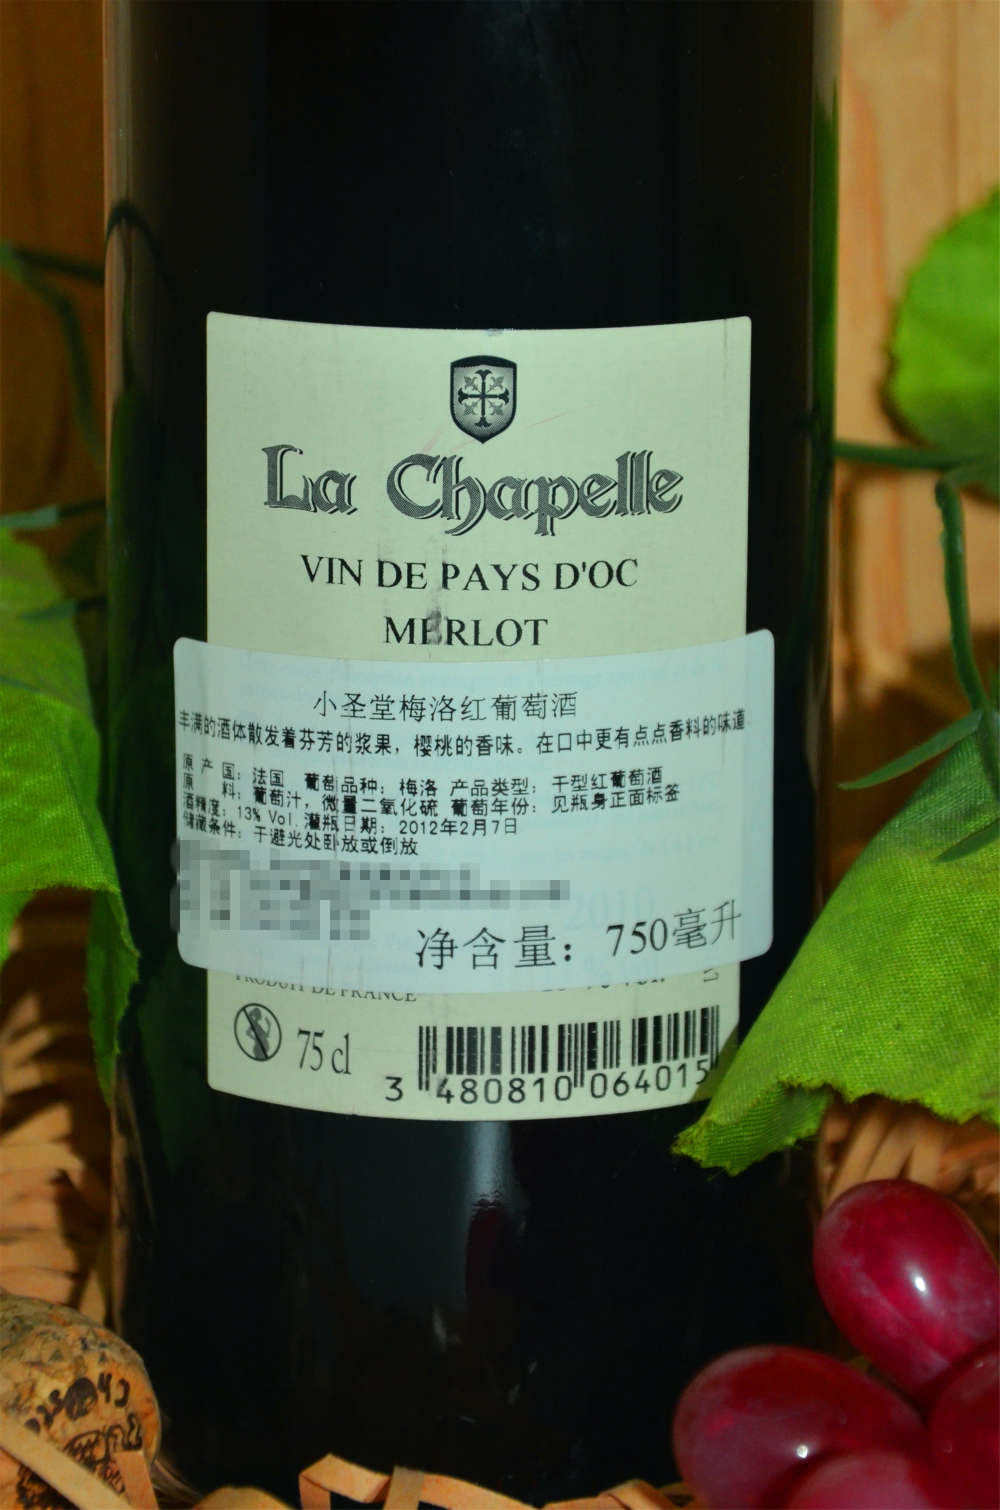 La Chapelle
VIN DE PAYS D'OC
MERLOT
小圣堂梅洛红葡萄酒
丰满的酒体散发着芬芳的浆果，樱桃的香味。在口中更有点点香料的味道
原 产 国：法国 葡萄品种：梅洛 产品类型：干型红葡萄酒
原 料：葡萄汁，微量二氧化硫 葡萄年份：见瓶身正面标签
酒精度：13% Vol. 灌瓶日期：2012年2月7日
储藏条件：于避光处卧放或倒放
2010
净含量：750毫升
PRODUIT DE FRANCE
75 cl
3 480810 064015